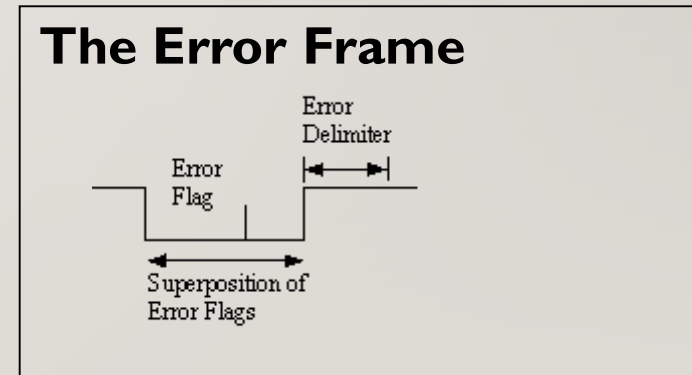 The Error Frame
Error
Delimiter
Error
Flag
Superposition of
Error Flags